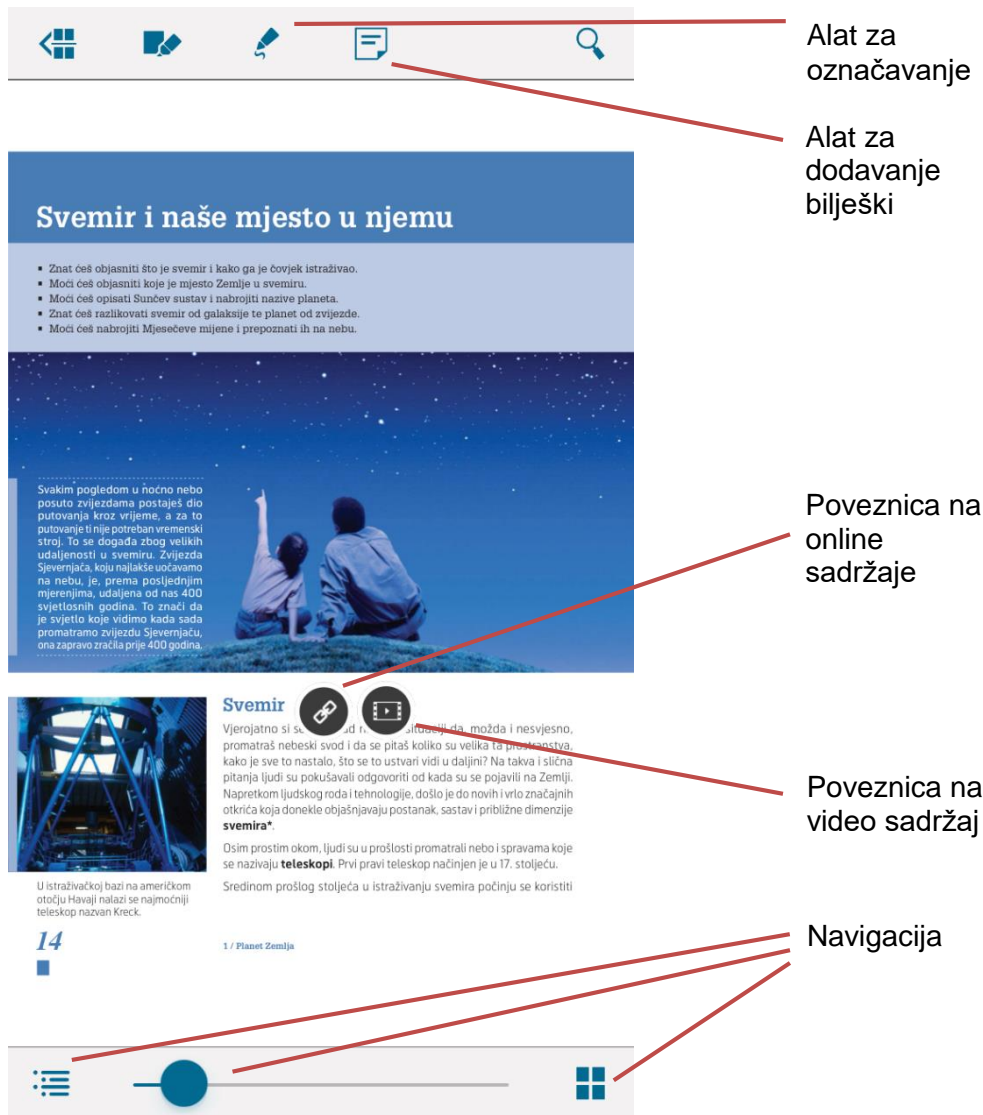 Alat za
označavanje
Alat za
dodavanje
bilješki
Svemir i naše mjesto u njemu
▪ Znat ćeš objasniti što je svemir i kako ga je čovjek istraživao.
▪ Moći ćeš objasniti koje je mjesto Zemlje u svemiru.
▪ Moći ćeš opisati Sunčev sustav i nabrojiti nazive planeta.
▪ Znat ćeš razlikovati svemir od galaksije te planet od zvijezde.
▪ Moći ćeš nabrojiti Mjesečeve mijene i prepoznati ih na nebu.
Svakim pogledom u noćno nebo
posuto zvijezdama postaješ dio
putovanja kroz vrijeme, a za to
putovanje ti nije potreban vremenski
stroj. To se događa zbog velikih
udaljenosti u svemiru. Zvijezda
Sjevernjača, koju najlakše uočavamo
na nebu, je, prema posljednjim
mjerenjima, udaljena od nas 400
svjetlosnih godina. To znači da
je svjetlo koje vidimo kada sada
promatramo zvijezdu Sjevernjaču,
ona zapravo zračila prije 400 godina.
Poveznica na
online
sadržaje
Svemir
Vjerojatno si se situaciji da, možda i nesvjesno,
promatraš nebeski svod i da se pitaš koliko su velika ta prostranstva,
kako je sve to nastalo, što se to ustvari vidi u daljini? Na takva i slična
pitanja ljudi su pokušavali odgovoriti od kada su se pojavili na Zemlji.
Napretkom ljudskog roda i tehnologije, došlo je do novih i vrlo značajnih
otkrića koja donekle objašnjavaju postanak, sastav i približne dimenzije
svemira*.
Osim prostim okom, ljudi su u prošlosti promatrali nebo i spravama koje
se nazivaju teleskopi. Prvi pravi teleskop načinjen je u 17. stoljeću.
Sredinom prošlog stoljeća u istraživanju svemira počinju se koristiti
Poveznica na
video sadržaj
U istraživačkoj bazi na američkom
otočju Havaji nalazi se najmoćniji
teleskop nazvan Kreck.
14
1 / Planet Zemlja
Navigacija